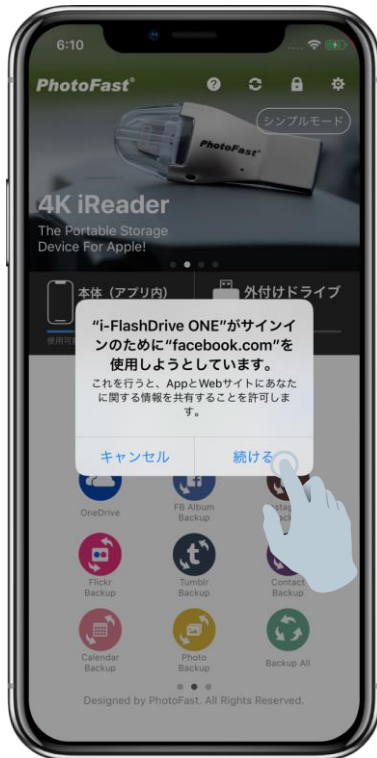 6:10
PhotoFast®
シンプルモード
PhotoFast®
4K iReader
The Portable Storage
Device For Apple!
本体（アプリ内）
外付けドライブ
使用可
“i-FlashDrive ONE”がサインイ
ンのために“facebook.com”を
使用しようとしています。
これを行うと、AppとWebサイトにあなた
に関する情報を共有することを許可しま
す。
キャンセル
続ける
OneDrive
FB Album
Backup
Flickr
Backup
Tumblr
Backup
Contact
Backup
Calendar
Backup
Photo
Backup
Backup All
Designed by PhotoFast. All Rights Reserved.